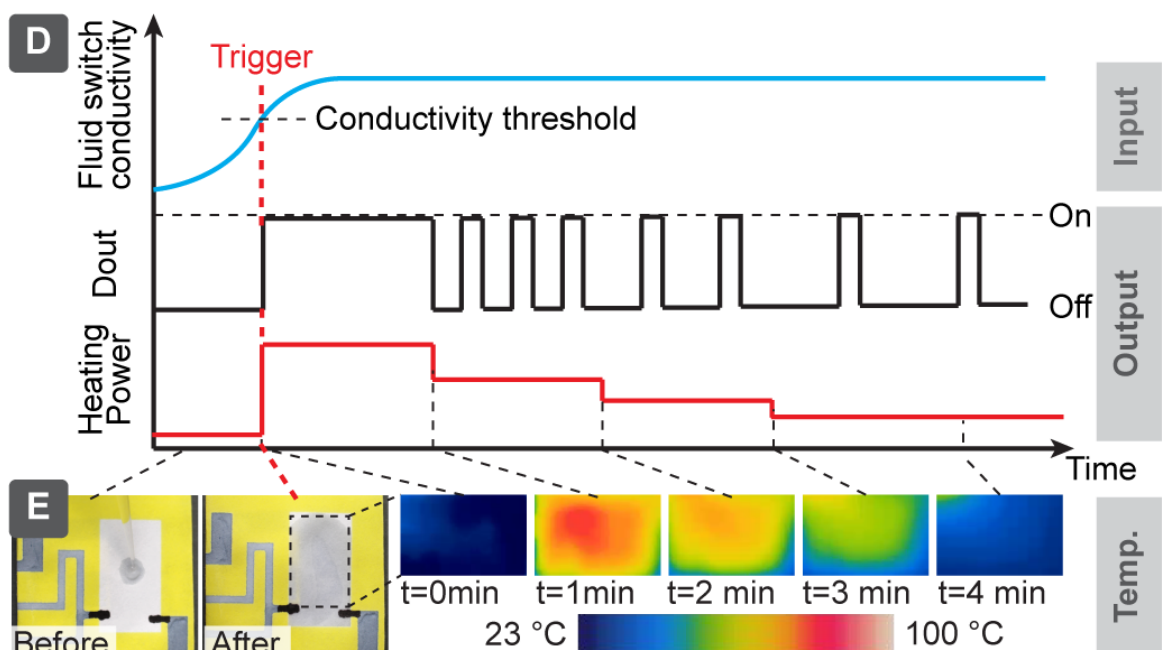 D
Fluid switch
conductivity
Trigger
Conductivity threshold
Input
Dout
On
Off
Heating
Power
Output
Time
E
Before
After
t=0min
t=1min
t=2 min
t=3 min
t=4 min
23 °C
100 °C
Temp.